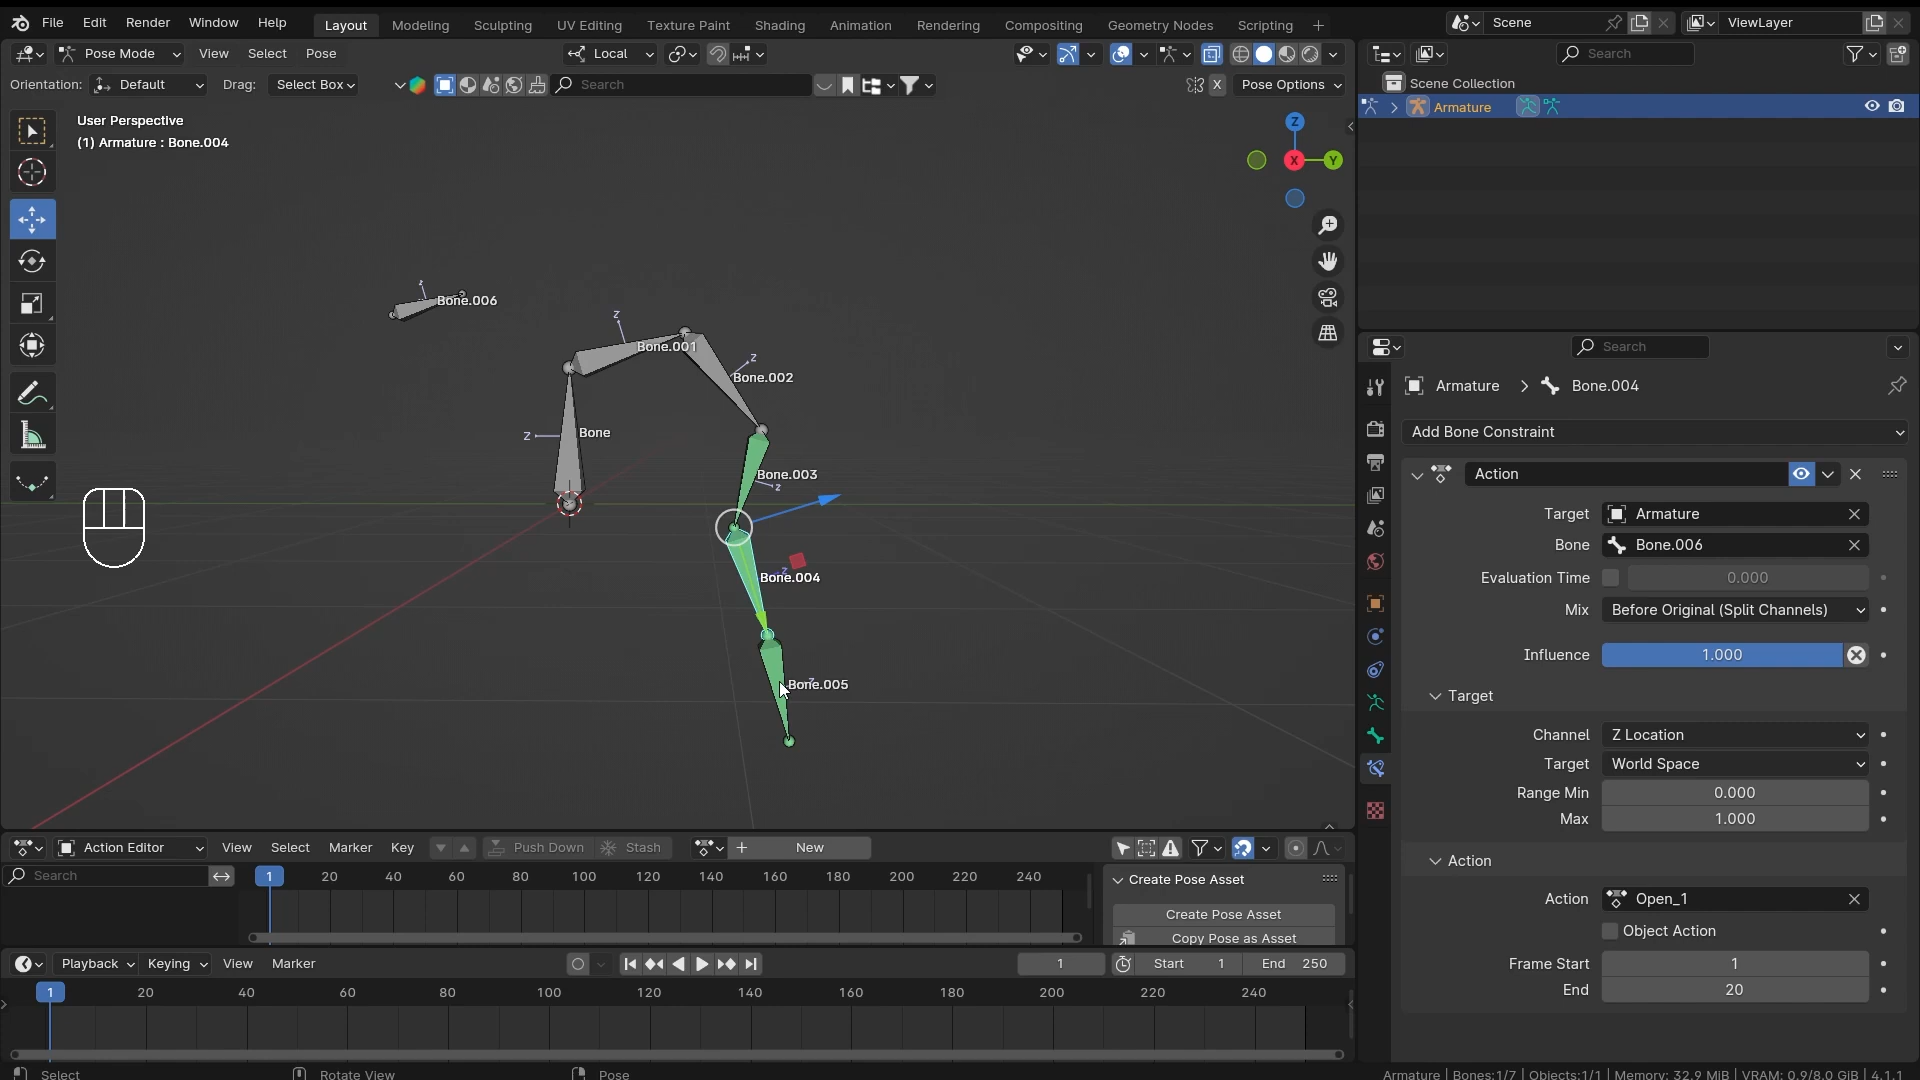 File Edit Render Window Help Layout Modeling Sculpting UV Editing Texture Paint Shading Animation Rendering Compositing Geometry Nodes Scripting + Scene ViewLayer
Pose Mode View Select Pose Local Search
Orientation: Default Drag: Select Box Search X Pose Options
Scene Collection
Armature
User Perspective
(1) Armature : Bone.004
Z
X
Y
z
Bone.006
z
Bone.001
z
Bone.002
z
Bone
Bone.003
z
z
Bone.004
Bone.005
Search
Armature > Bone.004
Add Bone Constraint
Action
Target Armature
Bone Bone.006
Evaluation Time 0.000
Mix Before Original (Split Channels)
Influence 1.000
Target
Channel Z Location
Target World Space
Range Min 0.000
Max 1.000
Action
Action Open_1
Object Action
Frame Start 1
End 20
Action Editor View Select Marker Key Push Down Stash + New
Search 1 20 40 60 80 100 120 140 160 180 200 220 240
Create Pose Asset
Create Pose Asset
Copy Pose as Asset
Playback Keying View Marker 1 Start 1 End 250
1 20 40 60 80 100 120 140 160 180 200 220 240
Select Rotate View Pose Armature | Bones:1/7 | Objects:1/1 | Memory: 32.9 MiB | VRAM: 0.9/8.0 GiB | 4.1.1